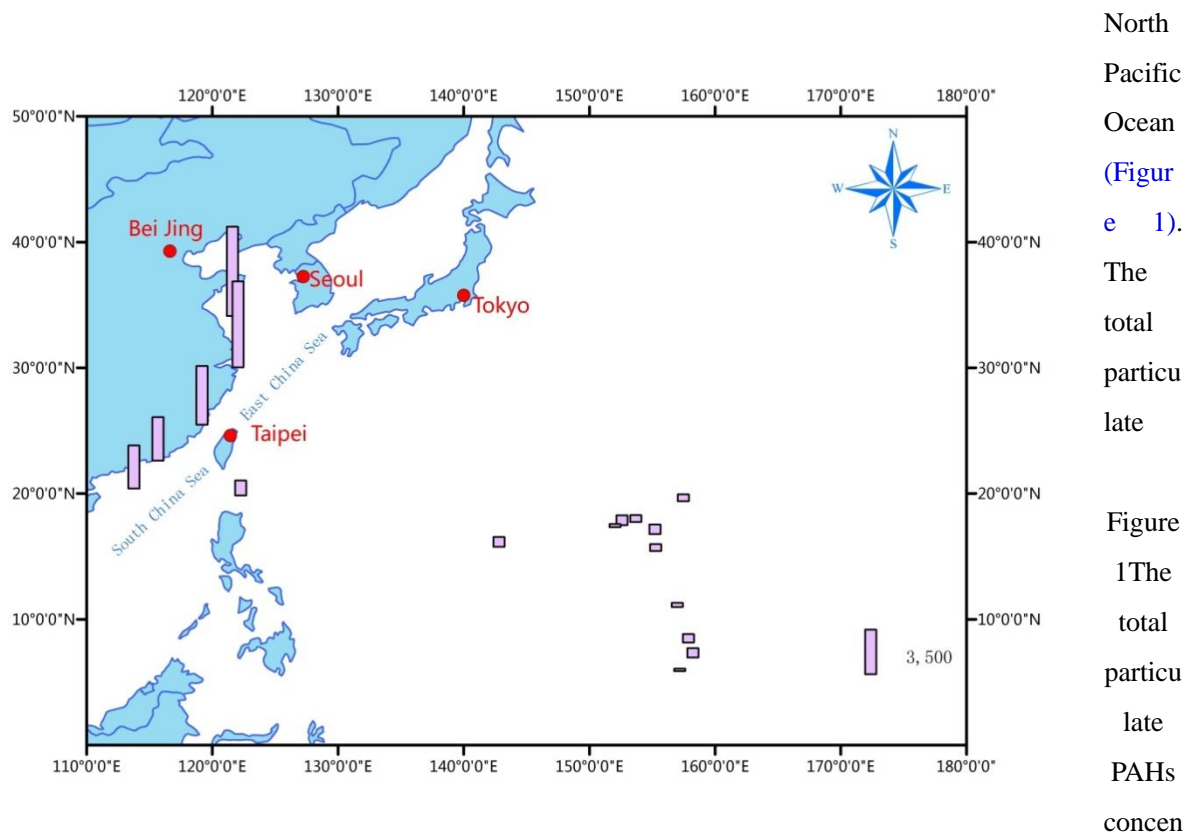 North
Pacific
Ocean
(Figur
e 1).
The
total
particu
late
Figure
1The
total
particu
late
PAHs
concen
120°0'0"E 130°0'0"E 140°0'0"E 150°0'0"E 160°0'0"E 170°0'0"E 180°0'0"
50°0'0"N
N
W E
S
Bei Jing
40°0'0"N 40°0'0"N
Seoul
Tokyo
30°0'0"N 30°0'0"N
East China Sea
Taipei
20°0'0"N 20°0'0"N
South China Sea
10°0'0"N 10°0'0"N
3,500
110°0'0"E 120°0'0"E 130°0'0"E 140°0'0"E 150°0'0"E 160°0'0"E 170°0'0"E 180°0'0"